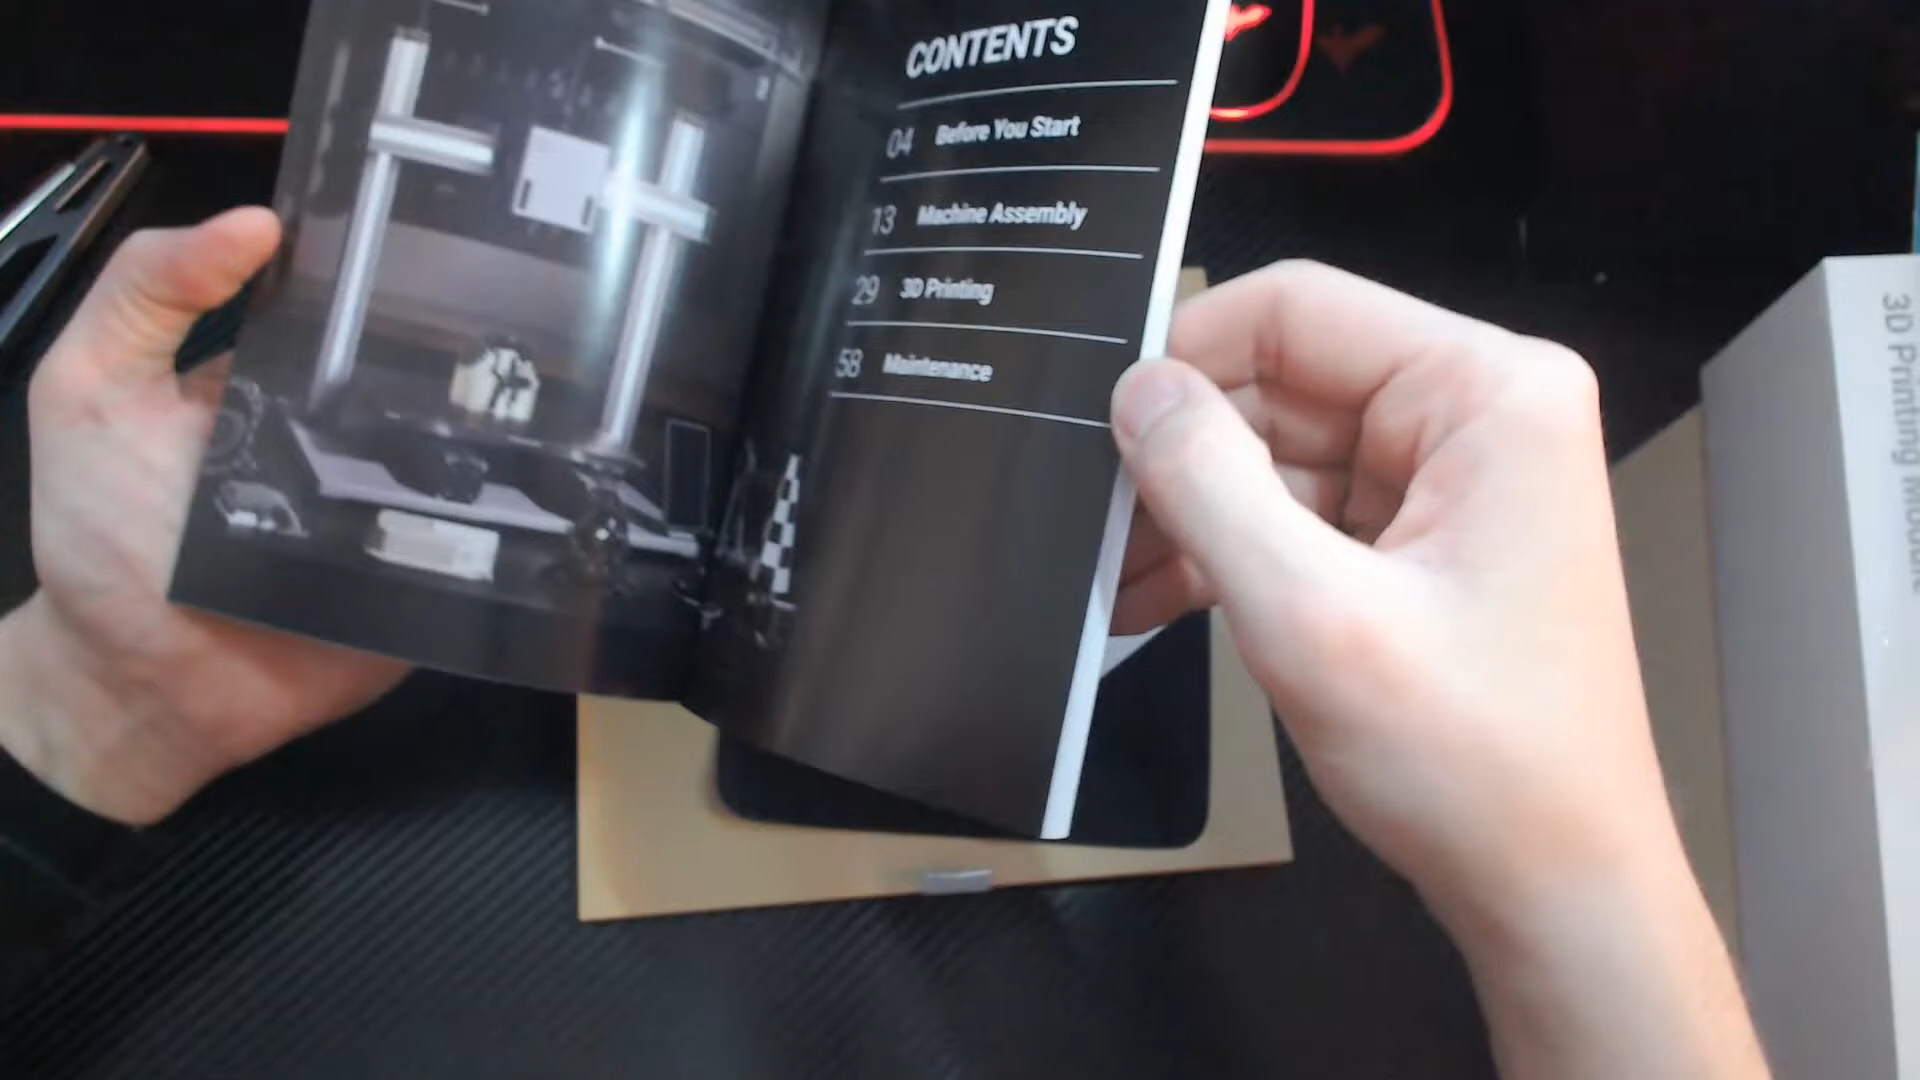 CONTENTS
04 Before You Start
13 Machine Assembly
29 3D Printing
58 Maintenance
3D Printing Module